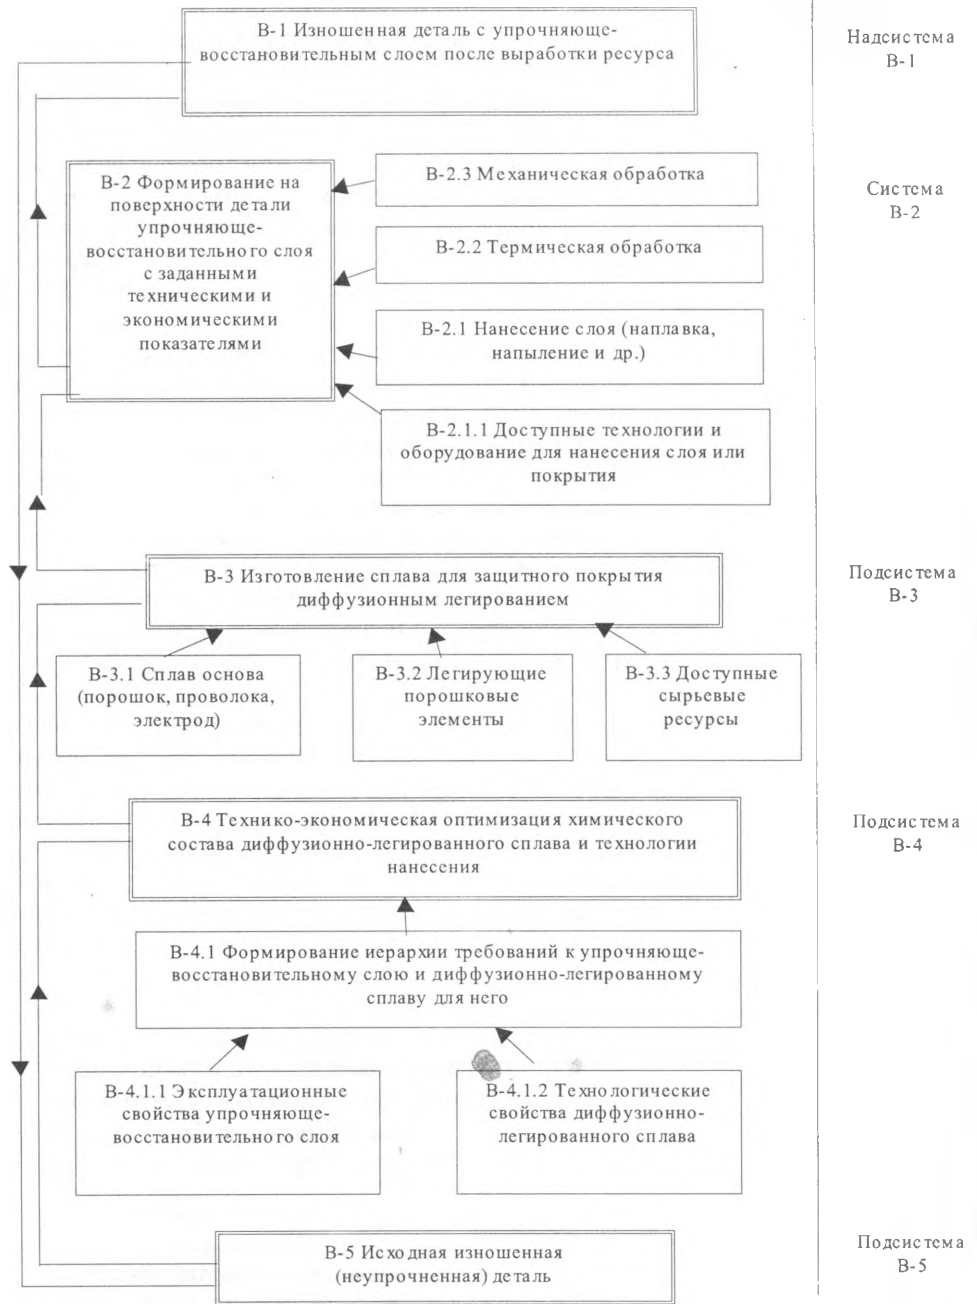 В-1 Изношенная деталь с упрочняюще-
восстановительным слоем после выработки ресурса
Надсистема
В-1
В-2 Формирование на
поверхности детали
упрочняюще-
восстановительного слоя
с заданными
техническими и
экономическими
показателями
В-2.3 Механическая обработка
Система
В-2
В-2.2 Термическая обработка
В-2.1 Нанесение слоя (наплавка,
напыление и др.)
В-2.1.1 Доступные технологии и
оборудование для нанесения слоя или
покрытия
В-3 Изготовление сплава для защитного покрытия
диффузионным легированием
Подсистема
В-3
В-3.1 Сплав основа
(порошок, проволока,
электрод)
В-3.2 Легирующие
порошковые
элементы
В-3.3 Доступные
сырьевые
ресурсы
В-4 Технико-экономическая оптимизация химического
состава диффузионно-легированного сплава и технологии
нанесения
Подсистема
В-4
В-4.1 Формирование иерархии требований к упрочняюще-
восстановительному слою и диффузионно-легированному
сплаву для него
В-4.1.1 Эксплуатационные
свойства упрочняюще-
восстановительного слоя
В-4.1.2 Технологические
свойства диффузионно-
легированного сплава
В-5 Исходная изношенная
(неупрочненная) деталь
Подсистема
В-5